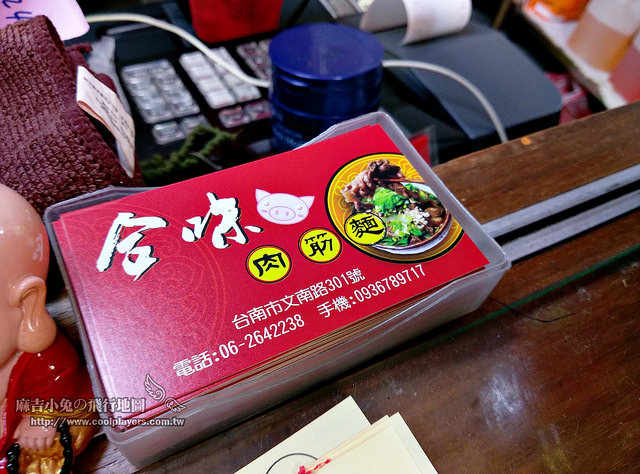 合味
肉筋麵
台南市文南路301號
電話:06-2642238 手機:0936789717
麻吉小兔の飛行地圖
http://www.coolplayers.com.tw